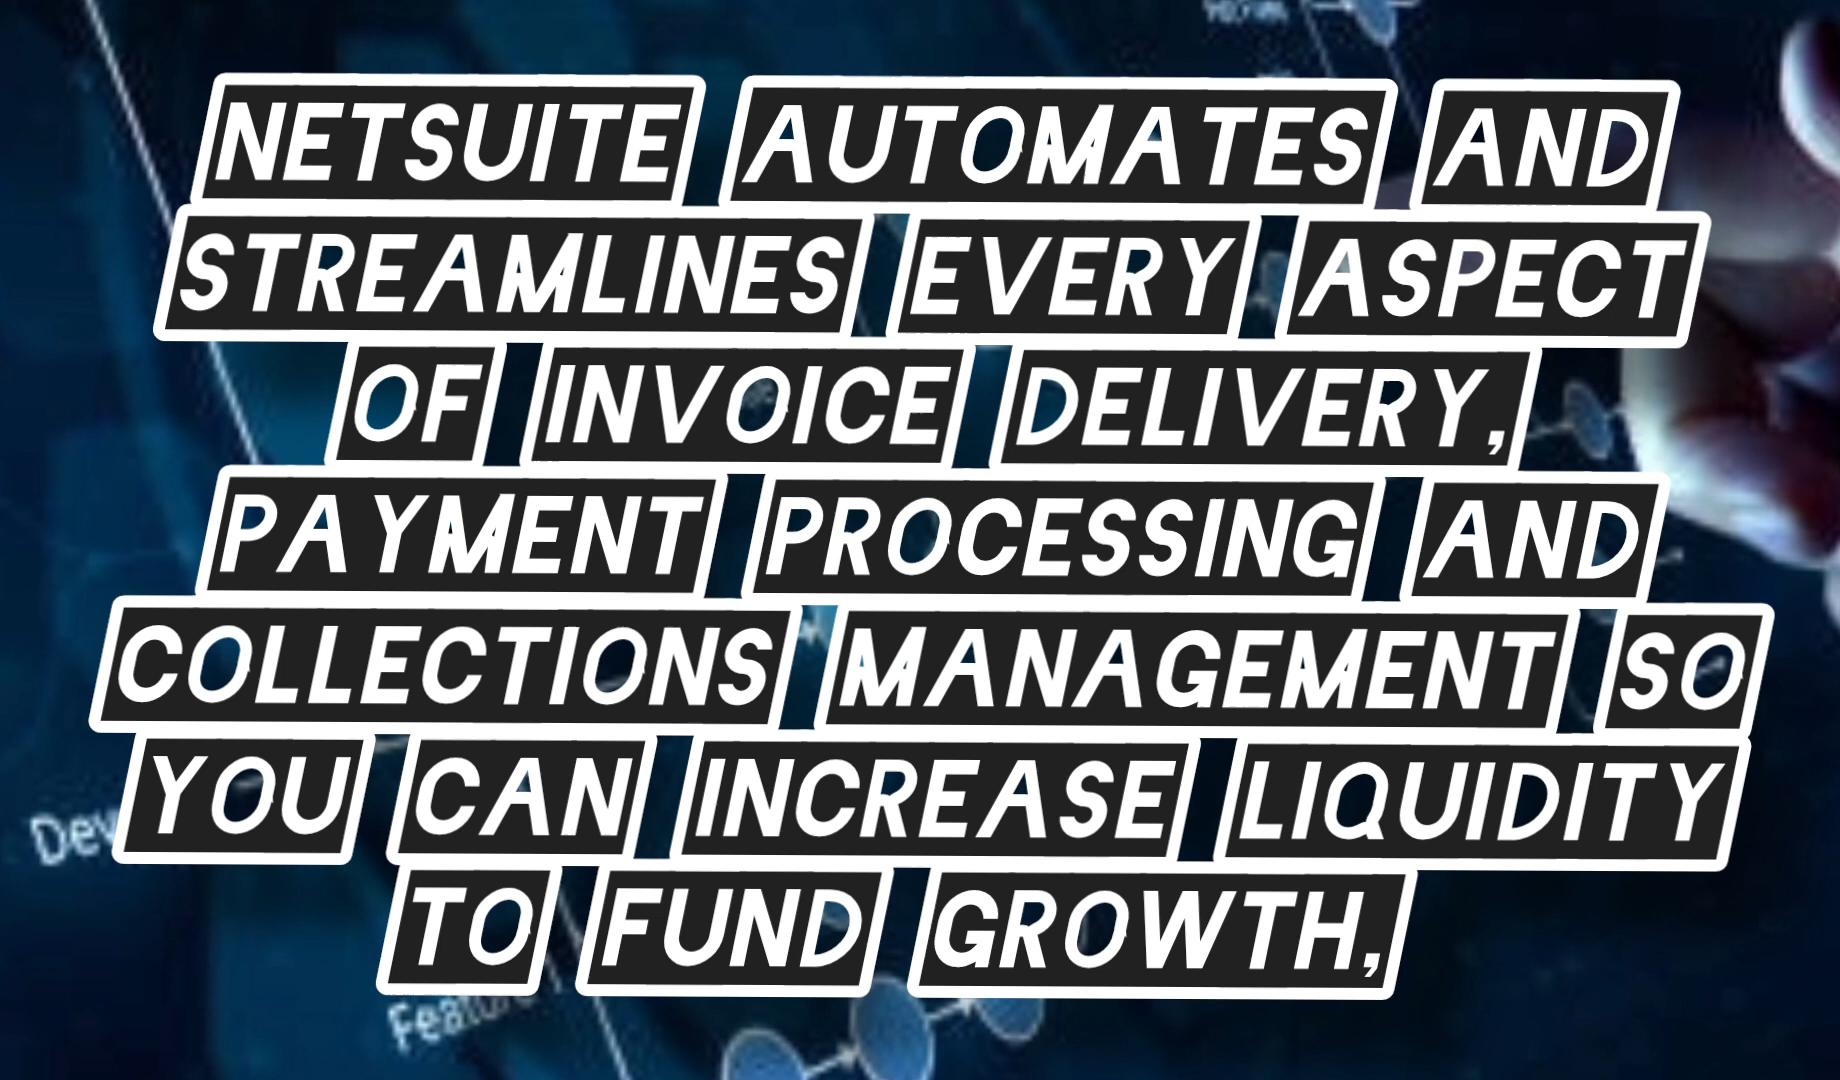 NETSUITE AUTOMATES AND
STREAMLINES EVERY ASPECT
OF INVOICE DELIVERY,
PAYMENT PROCESSING AND
COLLECTIONS MANAGEMENT SO
YOU CAN INCREASE LIQUIDITY
TO FUND GROWTH,